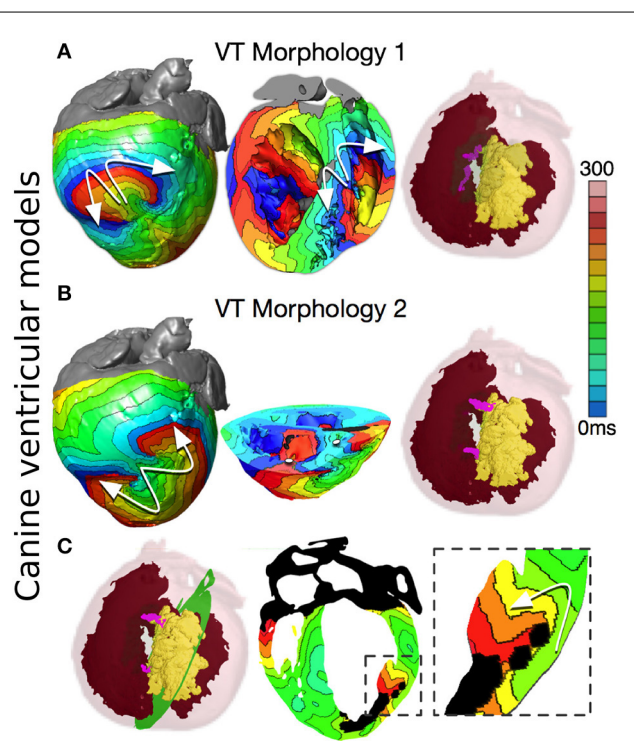 Canine ventricular models
A
VT Morphology 1
300
0ms
B
VT Morphology 2
C